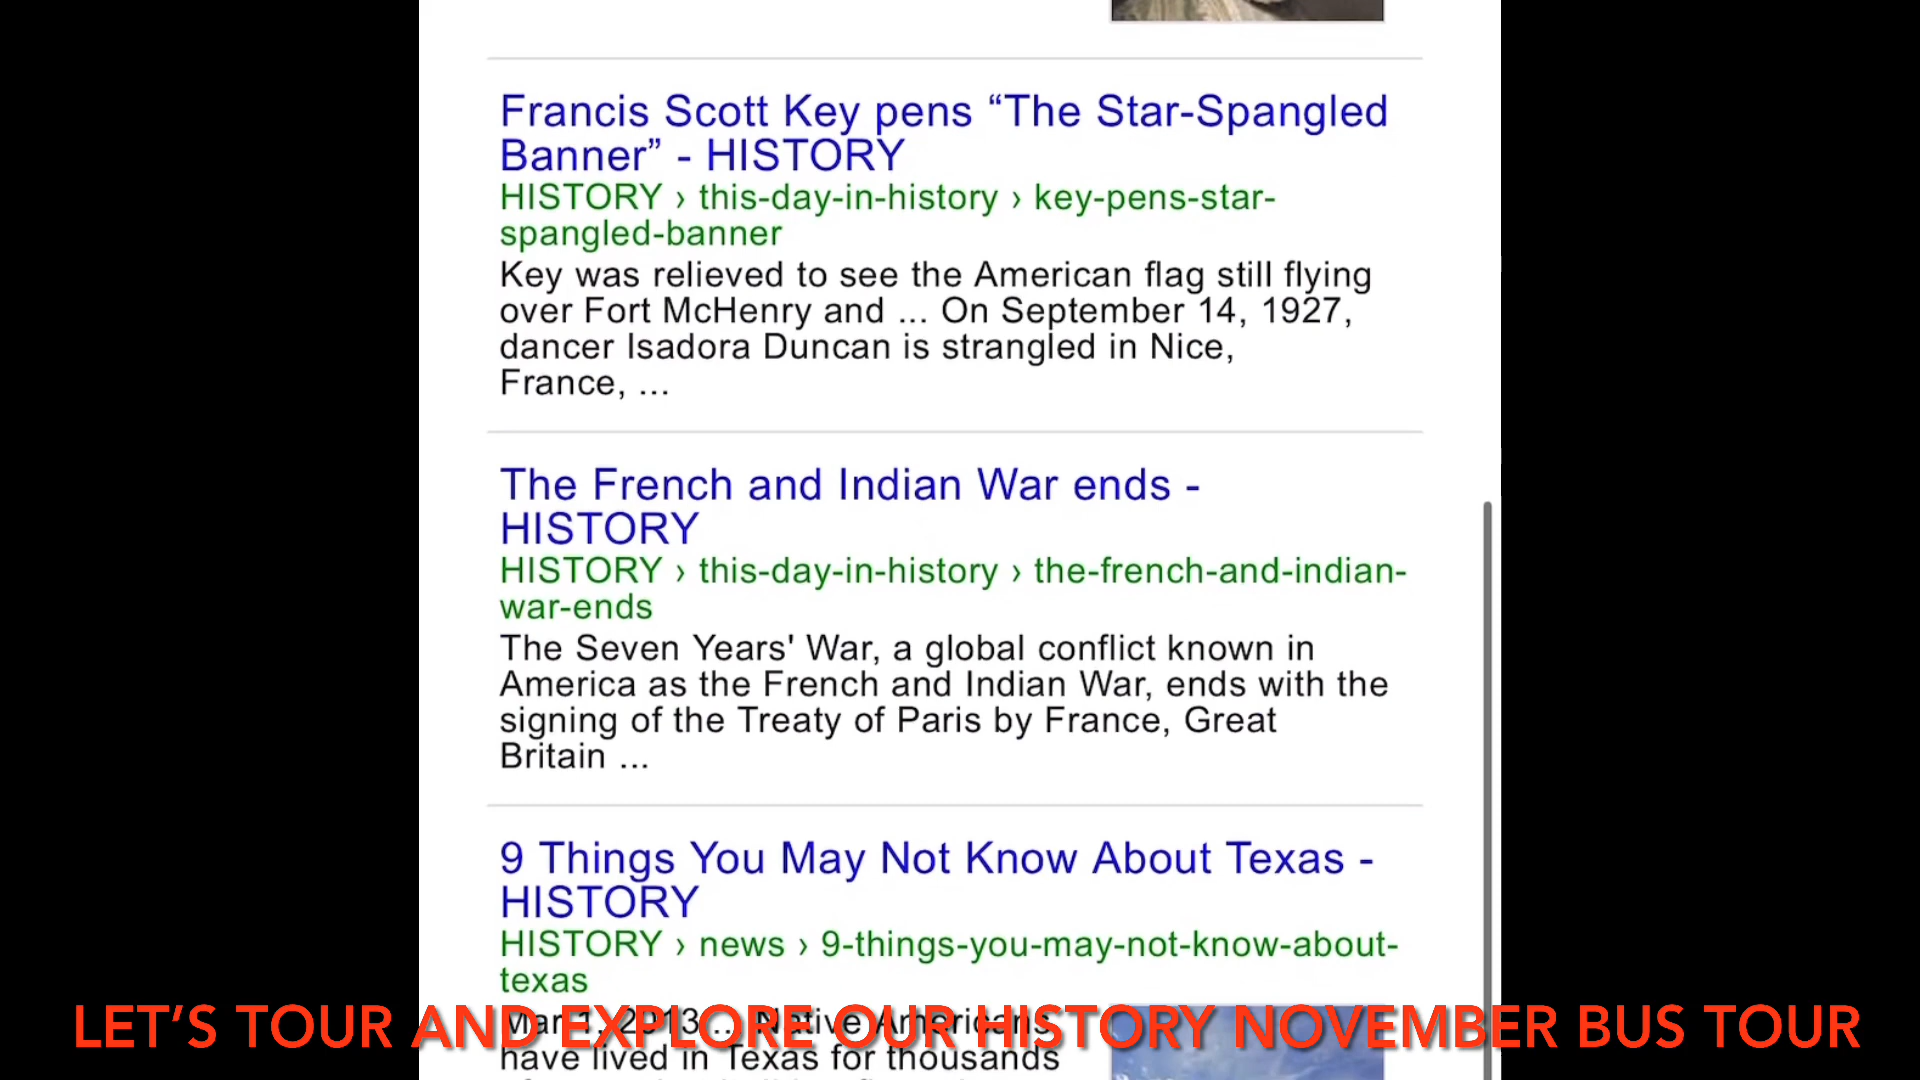 Francis Scott Key pens “The Star-Spangled
Banner” - HISTORY
HISTORY › this-day-in-history › key-pens-star-
spangled-banner
Key was relieved to see the American flag still flying
over Fort McHenry and ... On September 14, 1927,
dancer Isadora Duncan is strangled in Nice,
France, ...
The French and Indian War ends -
HISTORY
HISTORY › this-day-in-history › the-french-and-indian-
war-ends
The Seven Years' War, a global conflict known in
America as the French and Indian War, ends with the
signing of the Treaty of Paris by France, Great
Britain ...
9 Things You May Not Know About Texas -
HISTORY
HISTORY › news › 9-things-you-may-not-know-about-
texas
Mar 1, 2013 ... Native Americans
LET’S TOUR AND EXPLORE OUR HISTORY NOVEMBER BUS TOUR
have lived in Texas for thousands